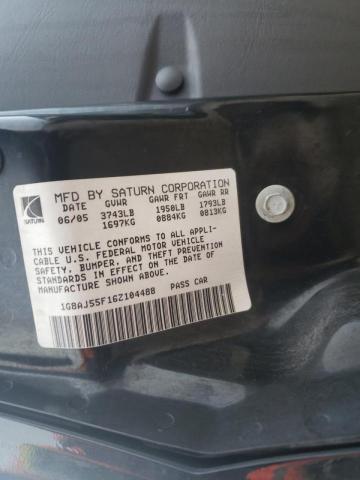 SATURN
MFD BY SATURN CORPORATION
DATE GVWR GAWR FRT GAWR RR
06/05 3743LB 1950LB 1793LB
1697KG 0884KG 0813KG
THIS VEHICLE CONFORMS TO ALL APPLI-
CABLE U.S. FEDERAL MOTOR VEHICLE
SAFETY, BUMPER, AND THEFT PREVENTION
STANDARDS IN EFFECT ON THE DATE OF
MANUFACTURE SHOWN ABOVE.
1G8AJ55F16Z104488 PASS CAR